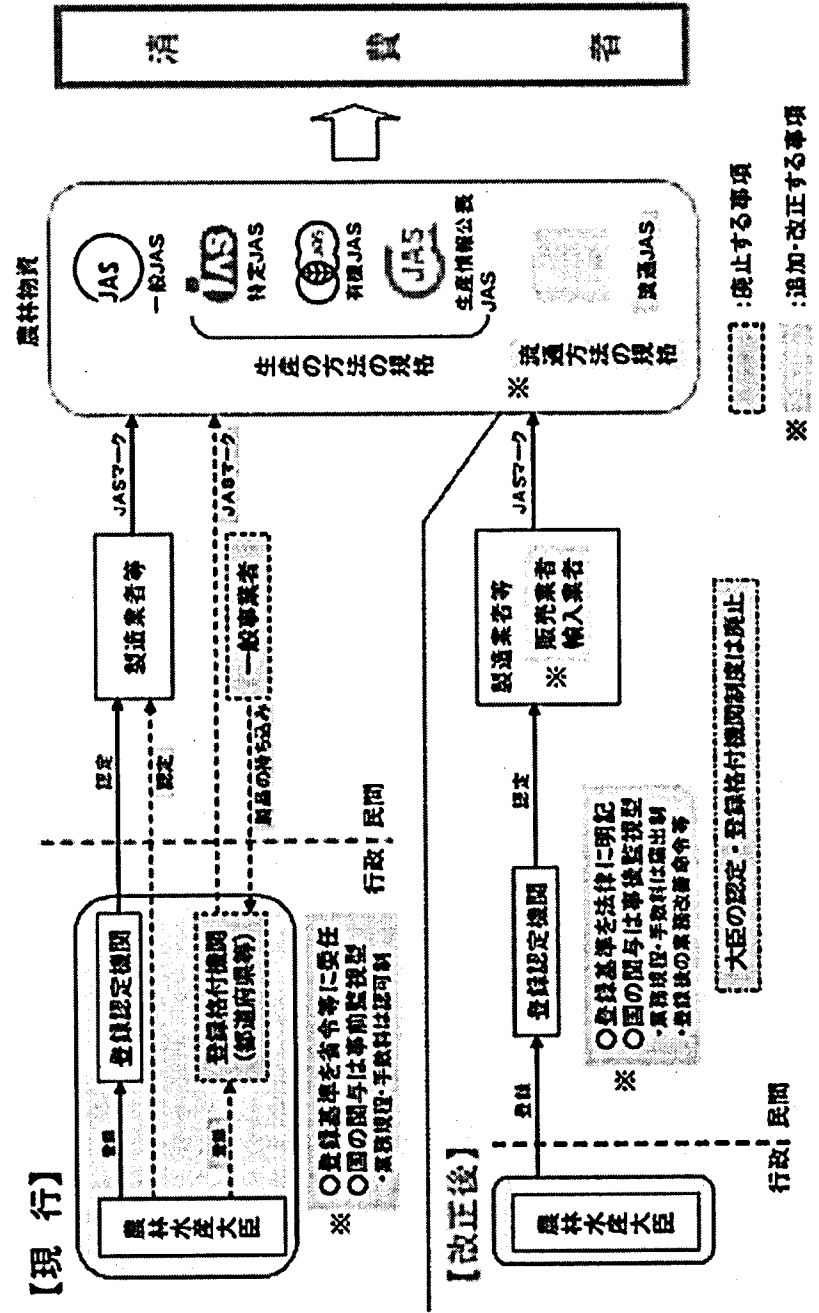 【現 行】
農林水産大臣
登録
登録
登録認定機関
登録格付機関
(都道府県等)
※
○登録基準を省令等に委任
○国の関与は事前監視型
・業務規程・手数料は認可制
行政
民間
認定
認定
製品の持ち込み
製造業者等
一般事業者
JASマーク
JASマーク
農林物資
JAS
一般JAS
JAS
特定JAS
JAS
有機JAS
JAS
生産情報公表
JAS
生産の方法の規格
※
流通方法の規格
流通JAS
消費者
【改正後】
農林水産大臣
行政
民間
登録
登録認定機関
※
○登録基準を法律に明記
○国の関与は事後監視型
・業務規程・手数料は届出制
・登録後の業務改善命令等
認定
製造業者等
※
販売業者
輸入業者
JASマーク
大臣の認定・登録格付機関制度は廃止
:廃止する事項
※
:追加・改正する事項